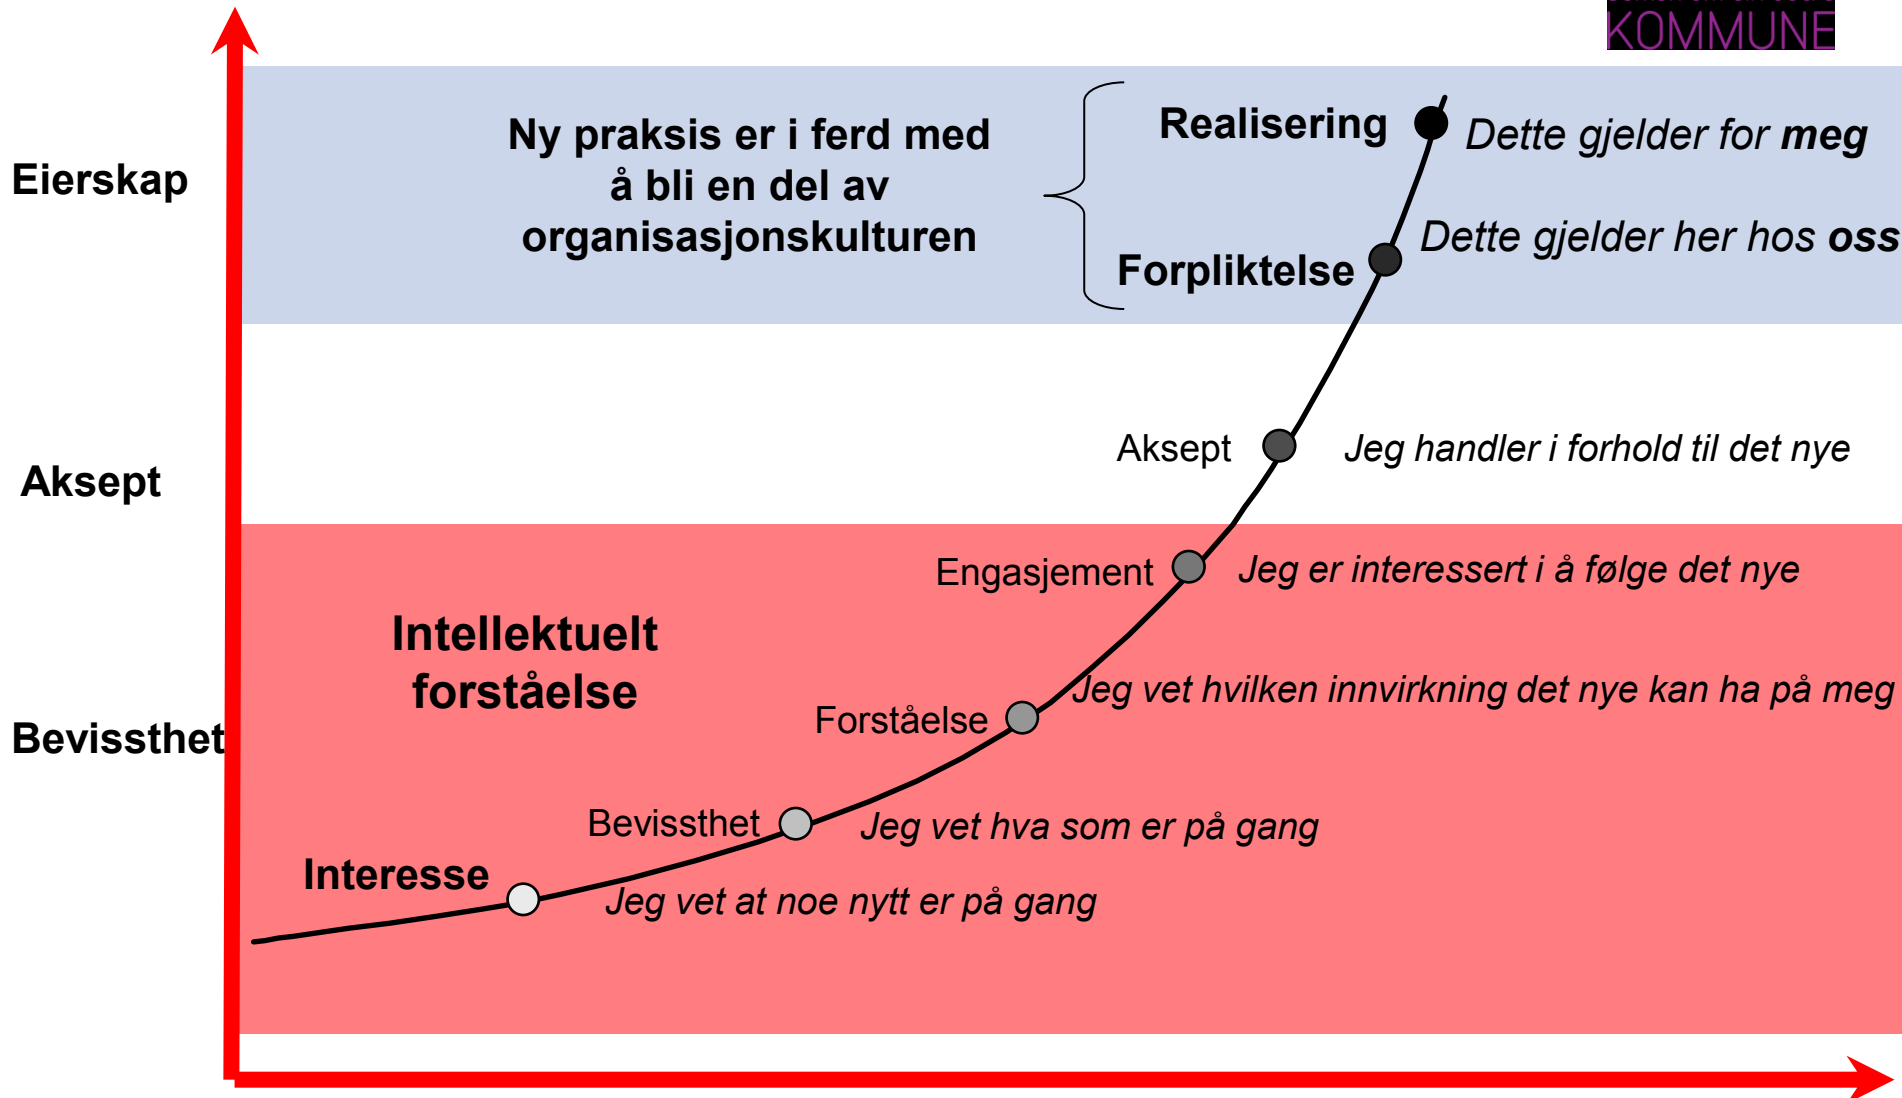 KOMMUNE
Ny praksis er i ferd med
å bli en del av
organisasjonskulturen
Realisering
Dette gjelder for meg
Eierskap
Dette gjelder her hos oss
Forpliktelse
Aksept
Jeg handler i forhold til det nye
Aksept
Engasjement
Jeg er interessert i å følge det nye
Intellektuelt
forståelse
Jeg vet hvilken innvirkning det nye kan ha på meg
Forståelse
Bevissthet
Bevissthet
Jeg vet hva som er på gang
Interesse
Jeg vet at noe nytt er på gang